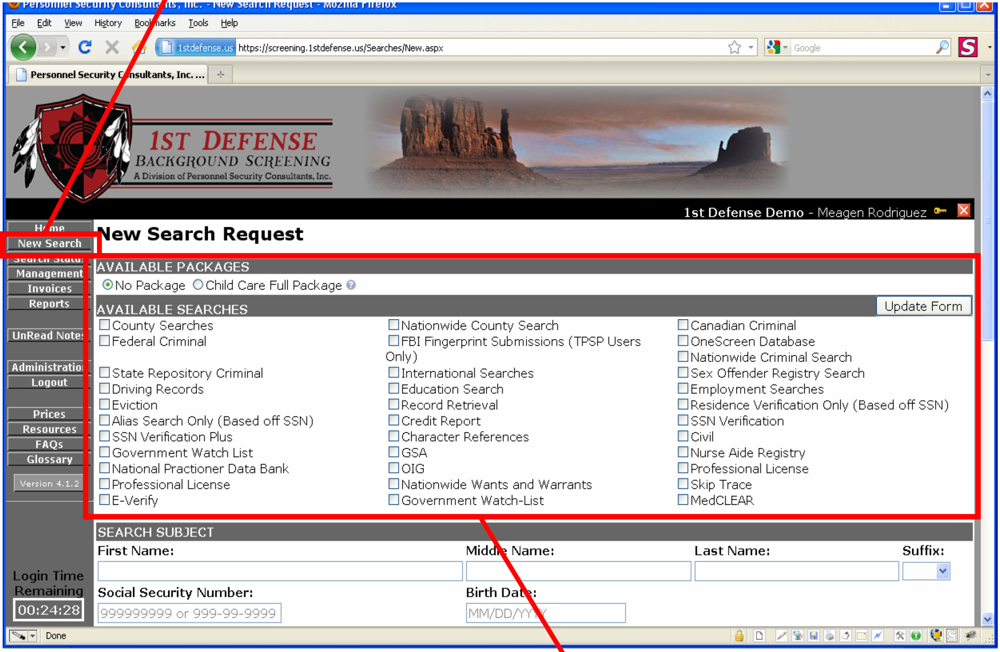 Personnel Security Consultants, Inc. - New Search Request - Mozilla Firefox
File Edit View History Bookmarks Tools Help
1stdefense.us https://screening.1stdefense.us/Searches/New.aspx
Google
S
Personnel Security Consultants, Inc. ...
1ST DEFENSE
BACKGROUND SCREENING
A Division of Personnel Security Consultants, Inc.
1st Defense Demo - Meagen Rodriguez
Home
New Search
Search Status
Management
Invoices
Reports
UnRead Notes
Administration
Logout
Prices
Resources
FAQs
Glossary
Version 4.1.2
Login Time
Remaining
00:24:28
New Search Request
AVAILABLE PACKAGES
No Package Child Care Full Package ?
AVAILABLE SEARCHES Update Form
County Searches Nationwide County Search Canadian Criminal
Federal Criminal FBI Fingerprint Submissions (TPSP Users OneScreen Database
Only) Nationwide Criminal Search
State Repository Criminal International Searches Sex Offender Registry Search
Driving Records Education Search Employment Searches
Eviction Record Retrieval Residence Verification Only (Based off SSN)
Alias Search Only (Based off SSN) Credit Report SSN Verification
SSN Verification Plus Character References Civil
Government Watch List GSA Nurse Aide Registry
National Practioner Data Bank OIG Professional License
Professional License Nationwide Wants and Warrants Skip Trace
E-Verify Government Watch-List MedCLEAR
SEARCH SUBJECT
First Name: Middle Name: Last Name: Suffix:
Social Security Number: Birth Date:
999999999 or 999-99-9999 MM/DD/YYYY
Done
S